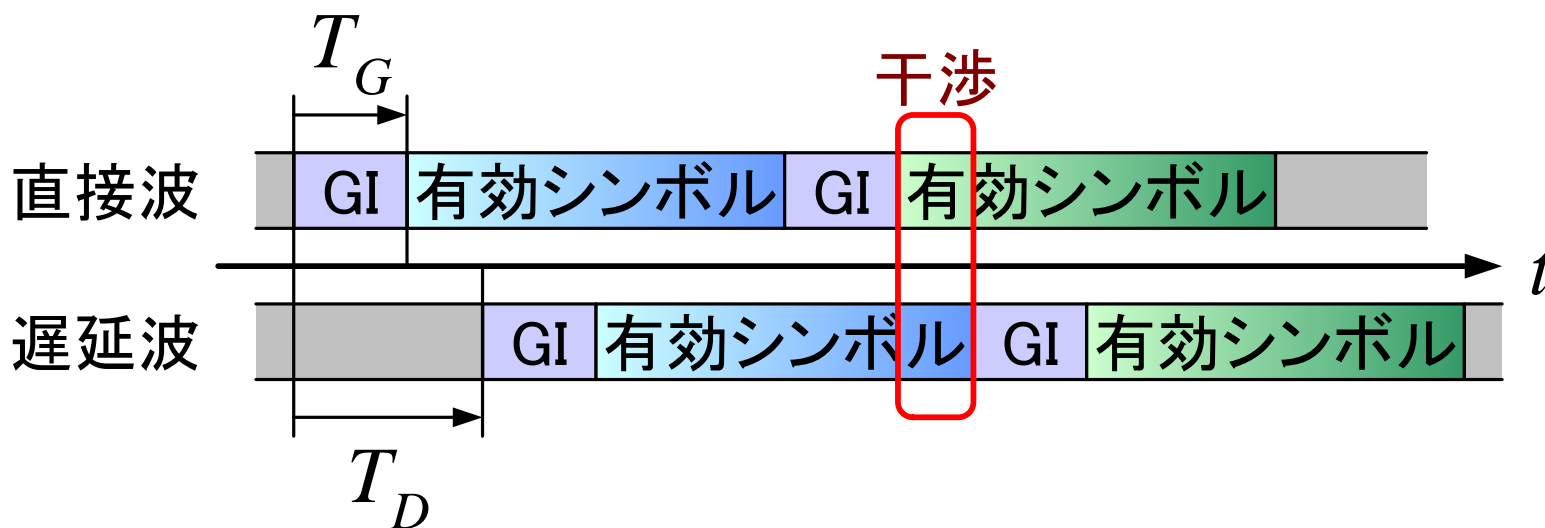 T_G
干渉
直接波 GI 有効シンボル GI 有効シンボル
t
遅延波 GI 有効シンボル GI 有効シンボル
T_D